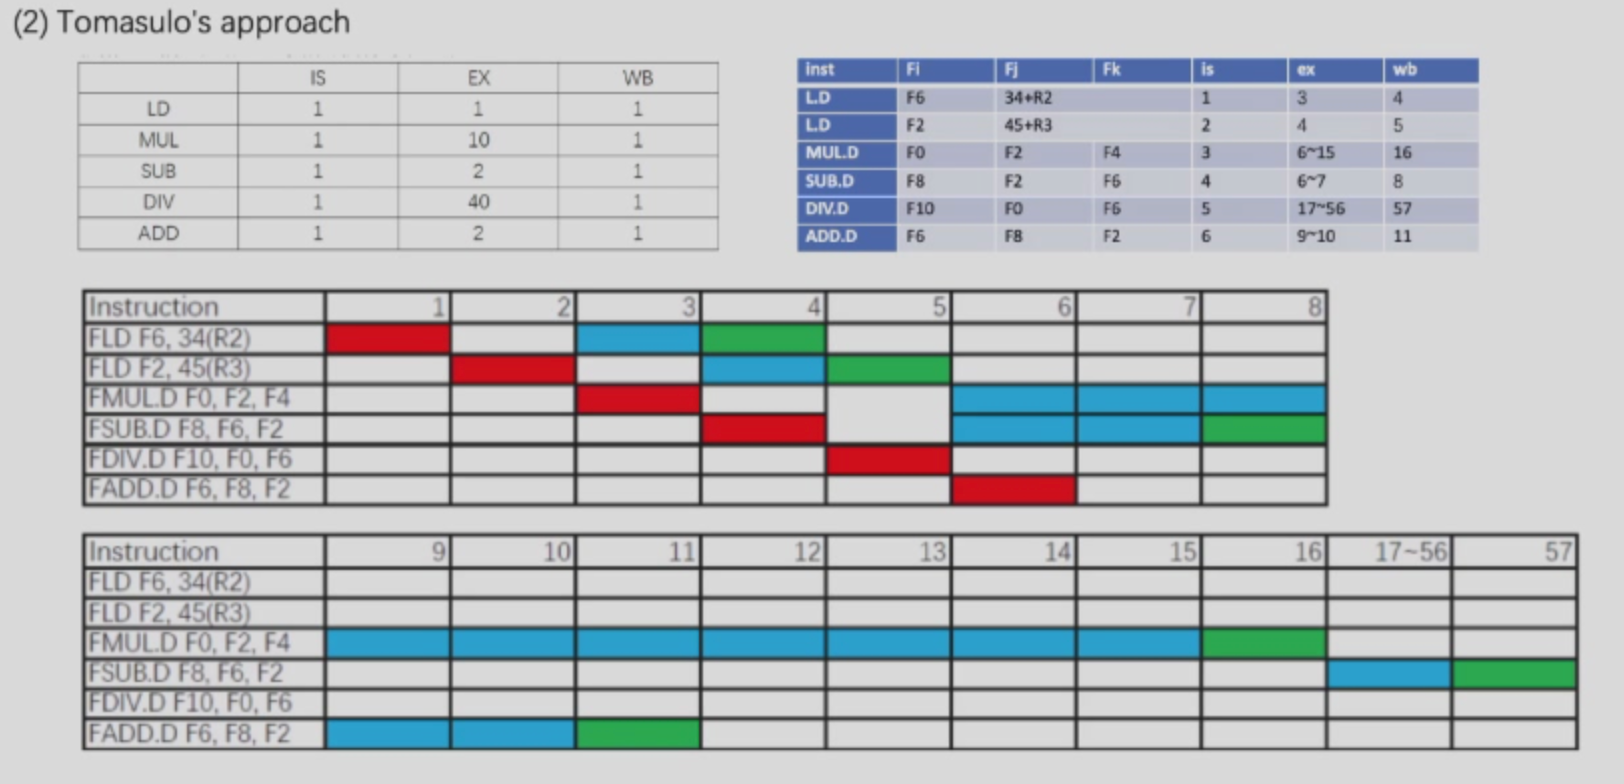 (2) Tomasulo's approach
IS EX WB
LD 1 1 1
MUL 1 10 1
SUB 1 2 1
DIV 1 40 1
ADD 1 2 1
inst Fi Fj Fk is ex wb
L.D F6 34+R2 1 3 4
L.D F2 45+R3 2 4 5
MUL.D F0 F2 F4 3 6~15 16
SUB.D F8 F2 F6 4 6~7 8
DIV.D F10 F0 F6 5 17~56 57
ADD.D F6 F8 F2 6 9~10 11
Instruction 1 2 3 4 5 6 7 8
FLD F6, 34(R2)
FLD F2, 45(R3)
FMUL.D F0, F2, F4
FSUB.D F8, F6, F2
FDIV.D F10, F0, F6
FADD.D F6, F8, F2
Instruction 9 10 11 12 13 14 15 16 17~56 57
FLD F6, 34(R2)
FLD F2, 45(R3)
FMUL.D F0, F2, F4
FSUB.D F8, F6, F2
FDIV.D F10, F0, F6
FADD.D F6, F8, F2